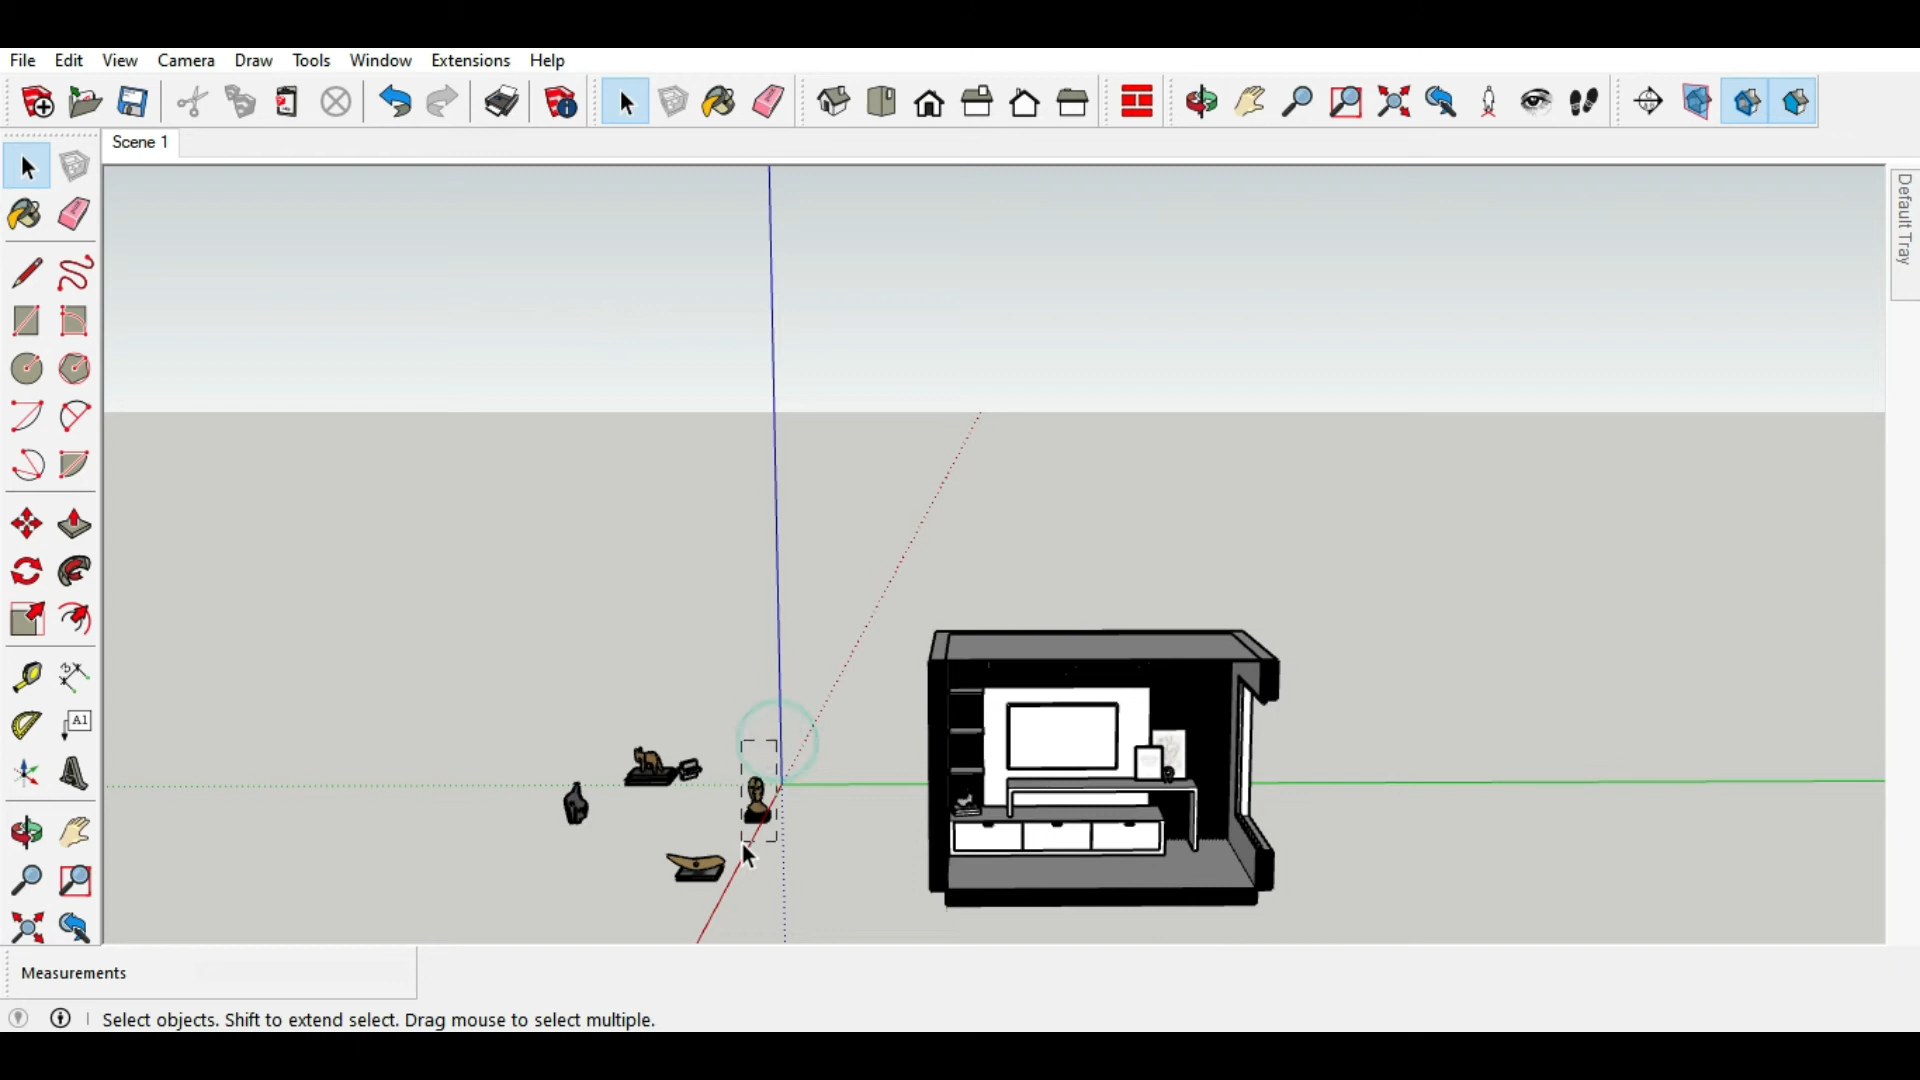 File Edit View Camera Draw Tools Window Extensions Help
Scene 1
Default Tray
A1
Measurements
Select objects. Shift to extend select. Drag mouse to select multiple.